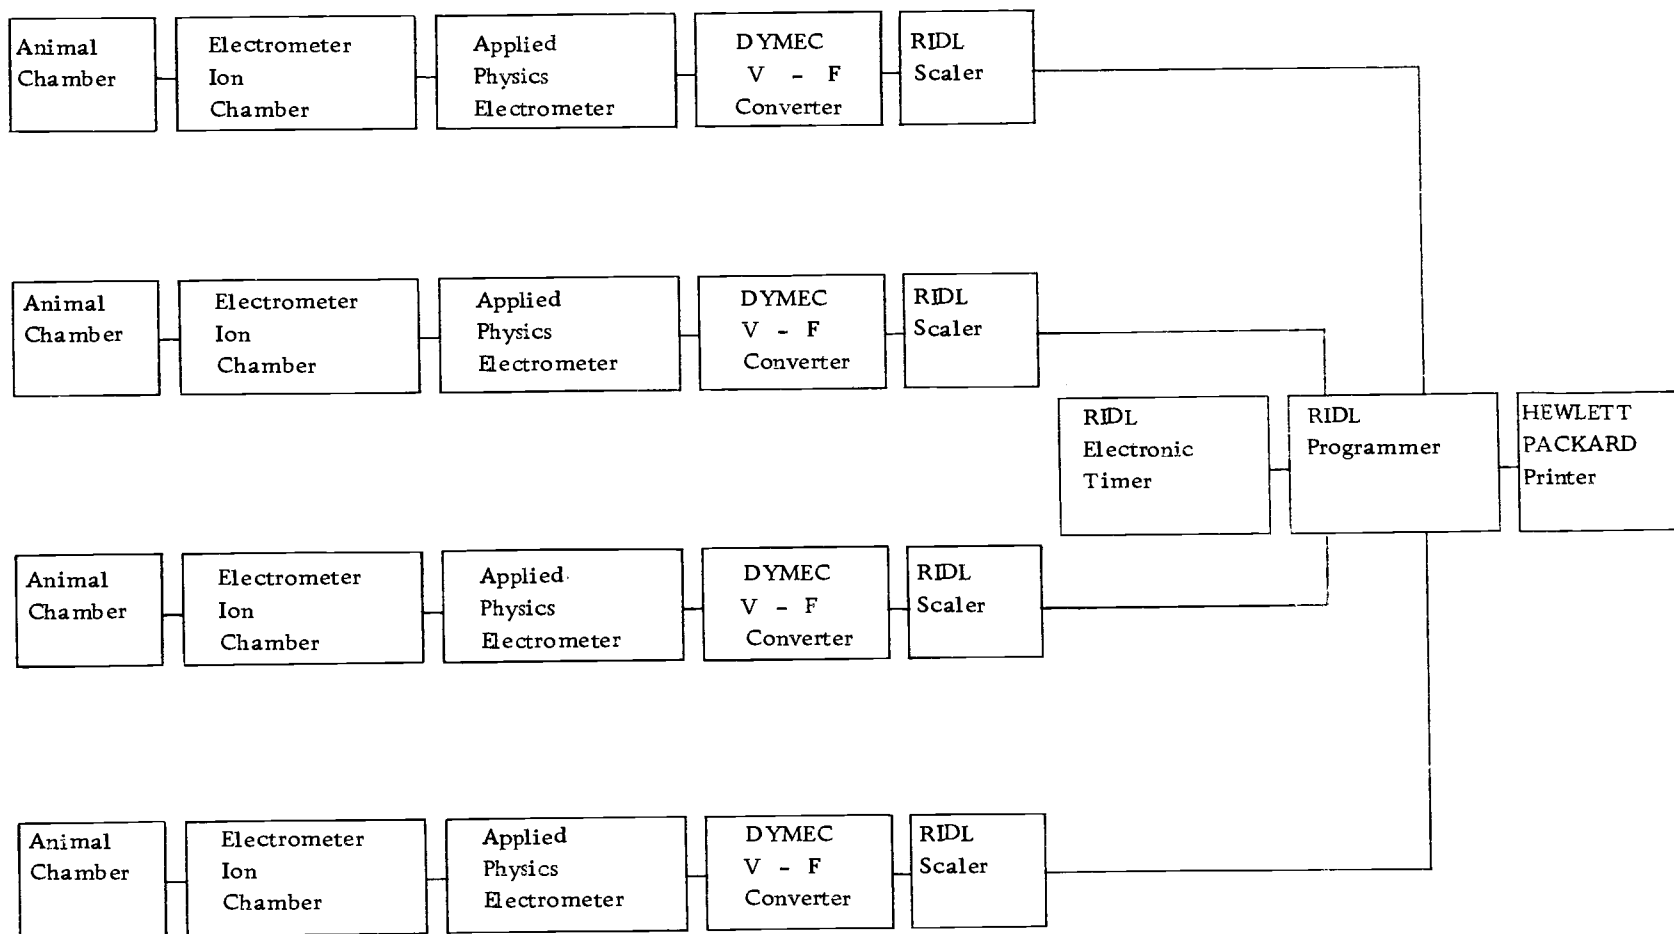 Animal
Chamber
Electrometer
Ion
Chamber
Applied
Physics
Electrometer
DYMEC
V - F
Converter
RIDL
Scaler
Animal
Chamber
Electrometer
Ion
Chamber
Applied
Physics
Electrometer
DYMEC
V - F
Converter
RIDL
Scaler
RIDL
Electronic
Timer
RIDL
Programmer
HEWLETT
PACKARD
Printer
Animal
Chamber
Electrometer
Ion
Chamber
Applied
Physics
Electrometer
DYMEC
V - F
Converter
RIDL
Scaler
Animal
Chamber
Electrometer
Ion
Chamber
Applied
Physics
Electrometer
DYMEC
V - F
Converter
RIDL
Scaler